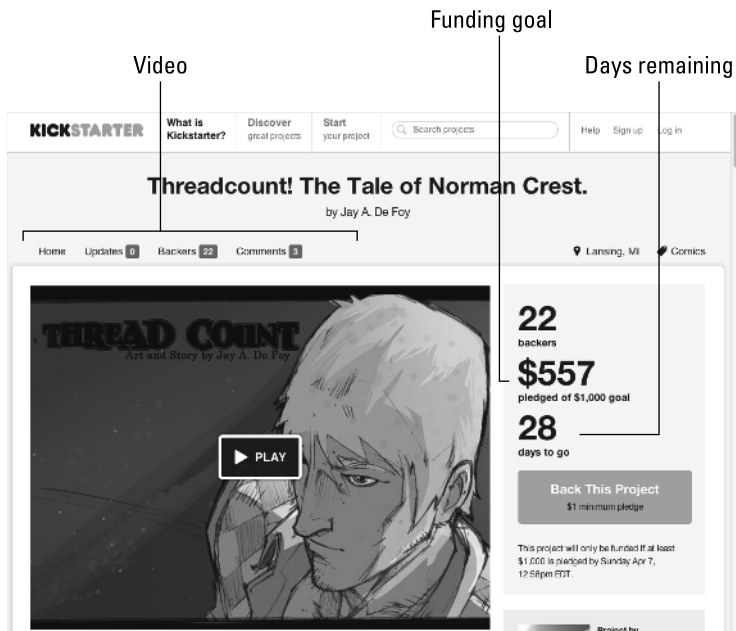 Funding goal
Video
Days remaining
KICKSTARTER
What is
Kickstarter?
Discover
great projects
Start
your project
Search projects
Help Sign up Log in
Threadcount! The Tale of Norman Crest.
by Jay A. De Foy
Home Updates 0 Backers 22 Comments 3
Lansing, MI Comics
THREAD COUNT
Art and Story by Jay A. De Foy
PLAY
22
backers
$557
pledged of $1,000 goal
28
days to go
Back This Project
$1 minimum pledge
This project will only be funded if at least
$1,000 is pledged by Sunday Apr 7,
12:58pm EDT.
Project by